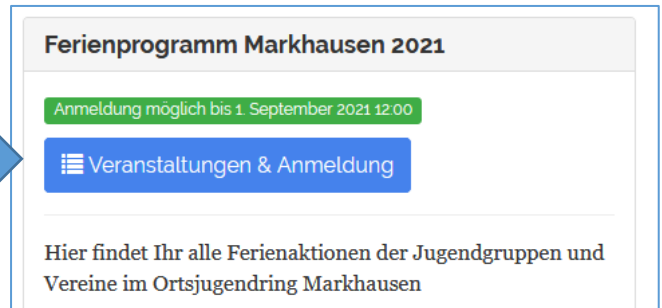 Ferienprogramm Markhausen 2021
Anmeldung möglich bis 1. September 2021 12:00
Veranstaltungen & Anmeldung
Hier findet Ihr alle Ferienaktionen der Jugendgruppen und
Vereine im Ortsjugendring Markhausen